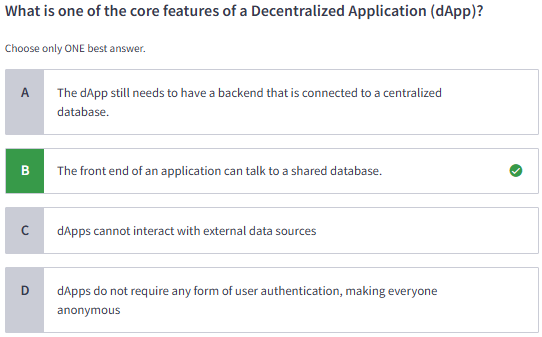 What is one of the core features of a Decentralized Application (dApp)?
Choose only ONE best answer.
A
The dApp still needs to have a backend that is connected to a centralized
database.
B
The front end of an application can talk to a shared database.
C
dApps cannot interact with external data sources
D
dApps do not require any form of user authentication, making everyone
anonymous